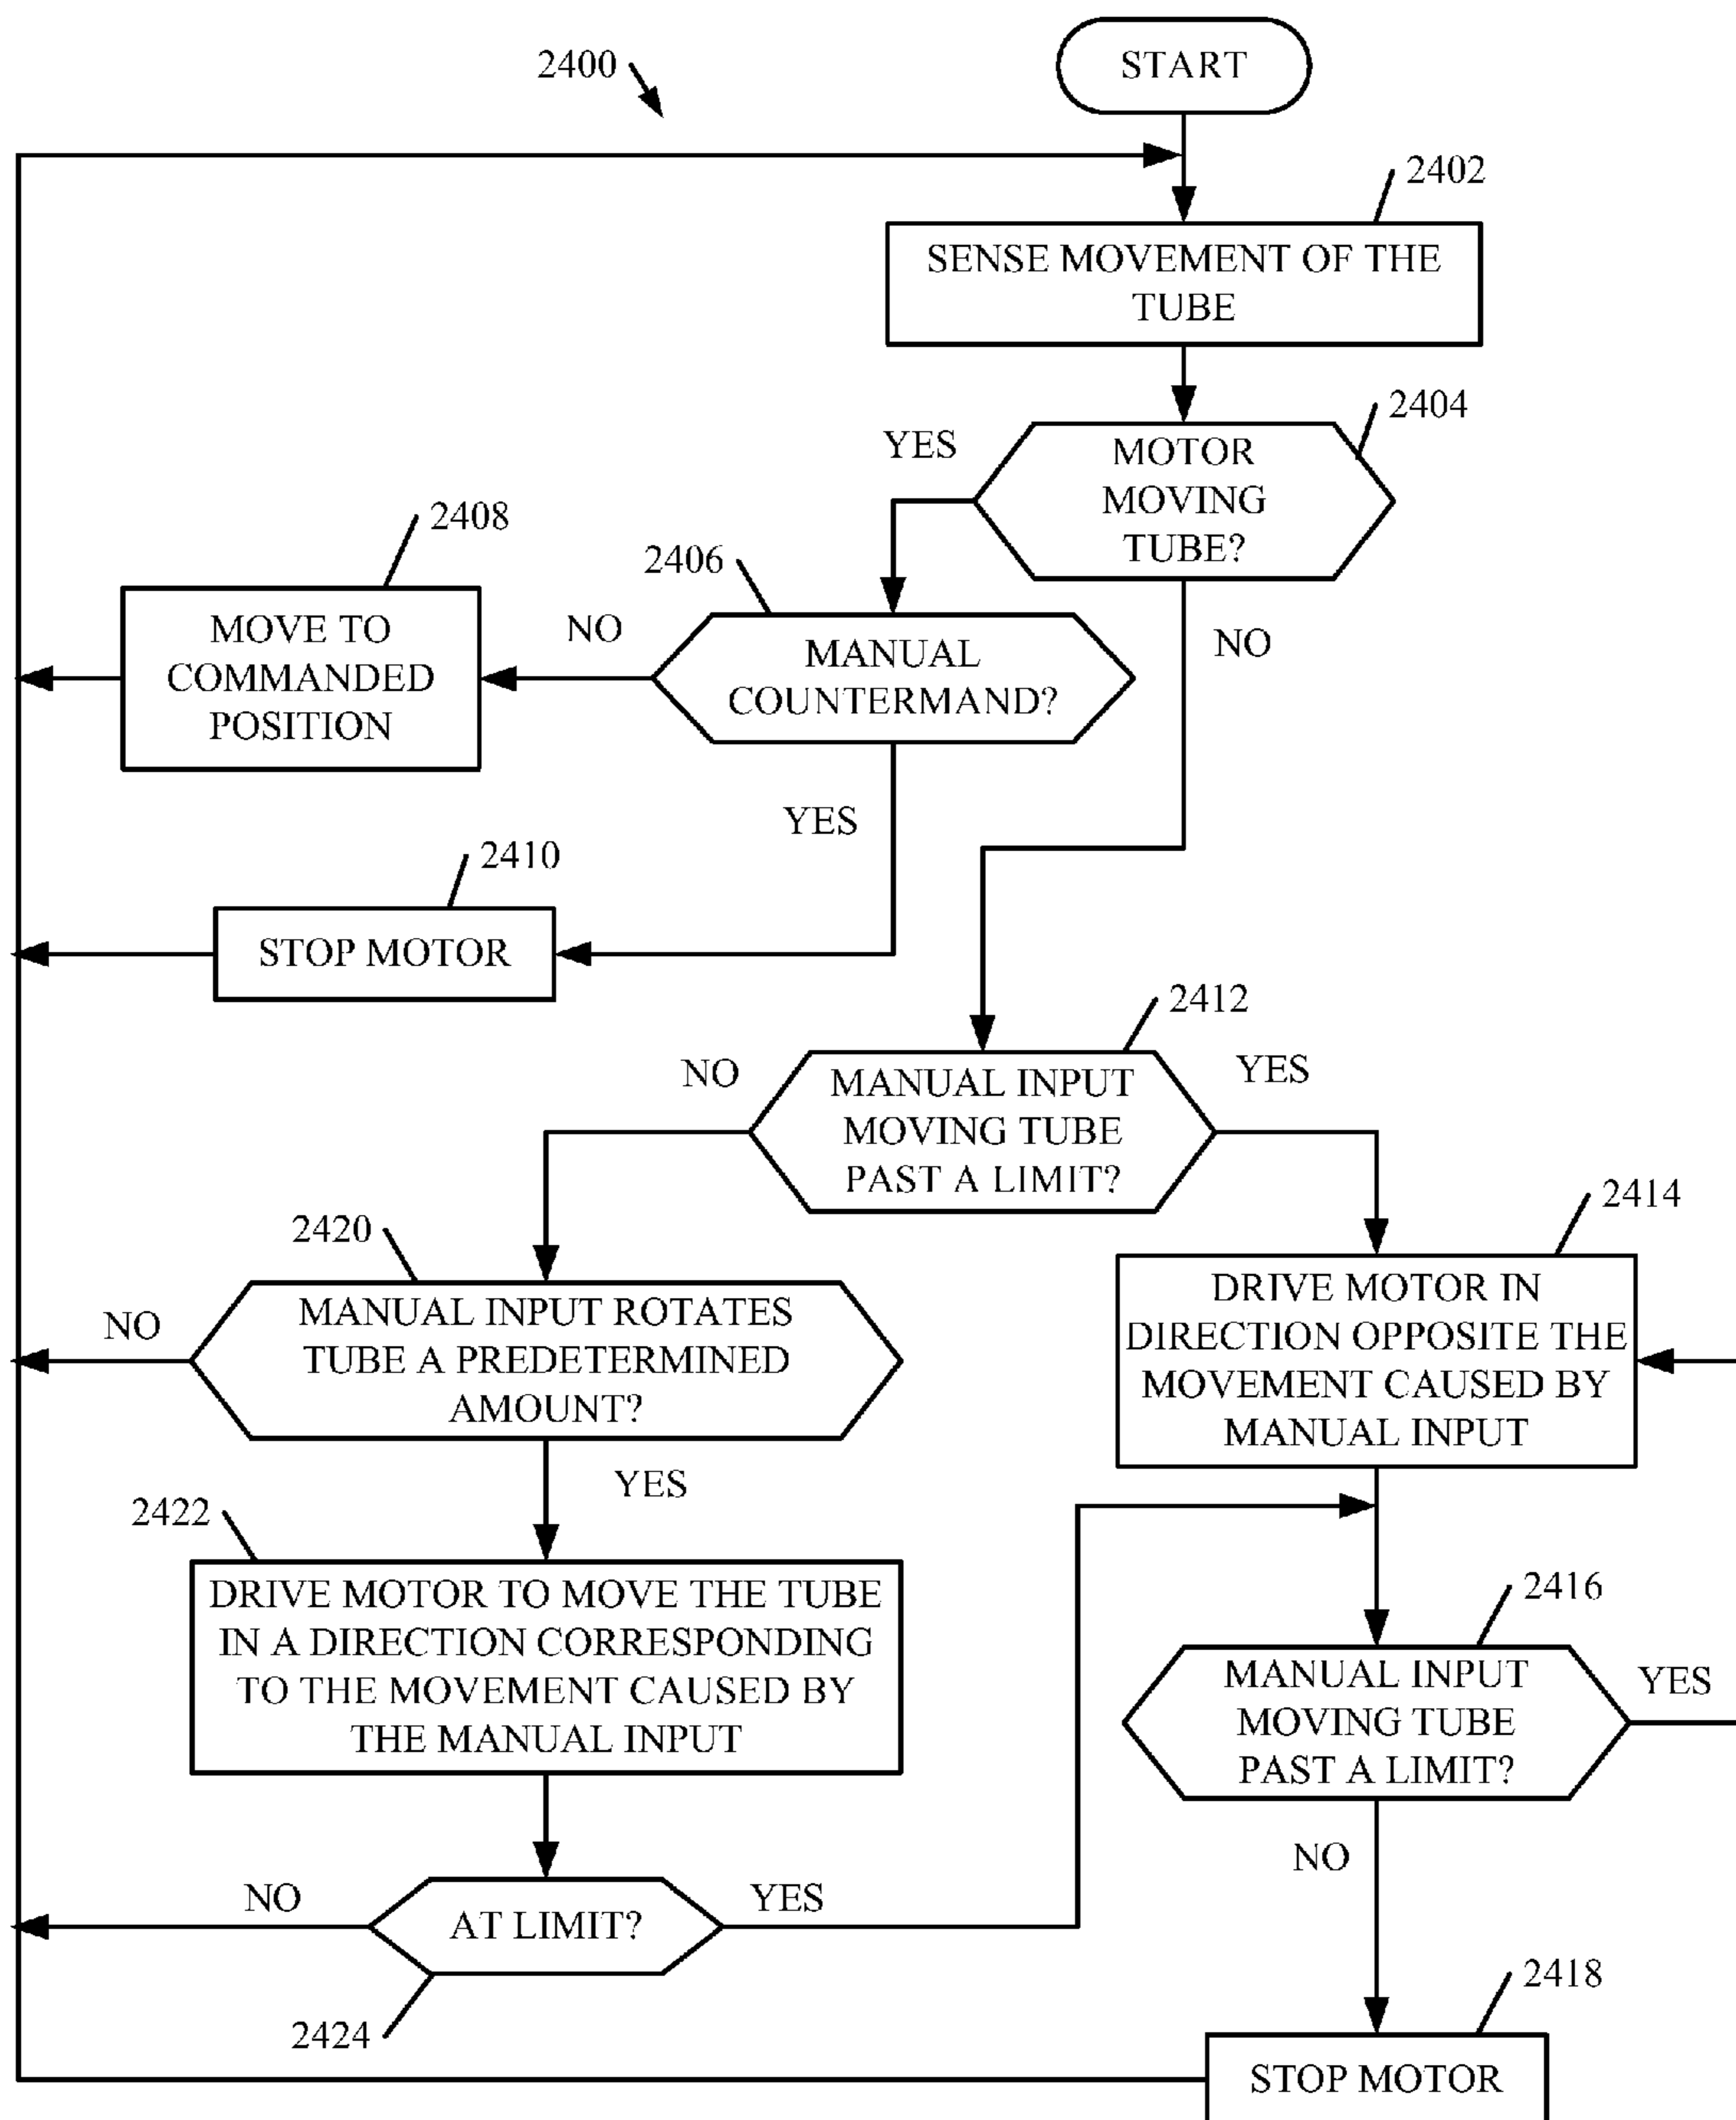 START
2400
2402
SENSE MOVEMENT OF THE
TUBE
2404
MOTOR
MOVING
TUBE?
YES
NO
2406
MANUAL
COUNTERMAND?
NO
YES
2408
MOVE TO
COMMANDED
POSITION
2410
STOP MOTOR
2412
MANUAL INPUT
MOVING TUBE
PAST A LIMIT?
NO
YES
2414
DRIVE MOTOR IN
DIRECTION OPPOSITE THE
MOVEMENT CAUSED BY
MANUAL INPUT
2420
MANUAL INPUT ROTATES
TUBE A PREDETERMINED
AMOUNT?
NO
YES
2422
DRIVE MOTOR TO MOVE THE TUBE
IN A DIRECTION CORRESPONDING
TO THE MOVEMENT CAUSED BY
THE MANUAL INPUT
2416
MANUAL INPUT
MOVING TUBE
PAST A LIMIT?
YES
NO
AT LIMIT?
NO
YES
2424
2418
STOP MOTOR